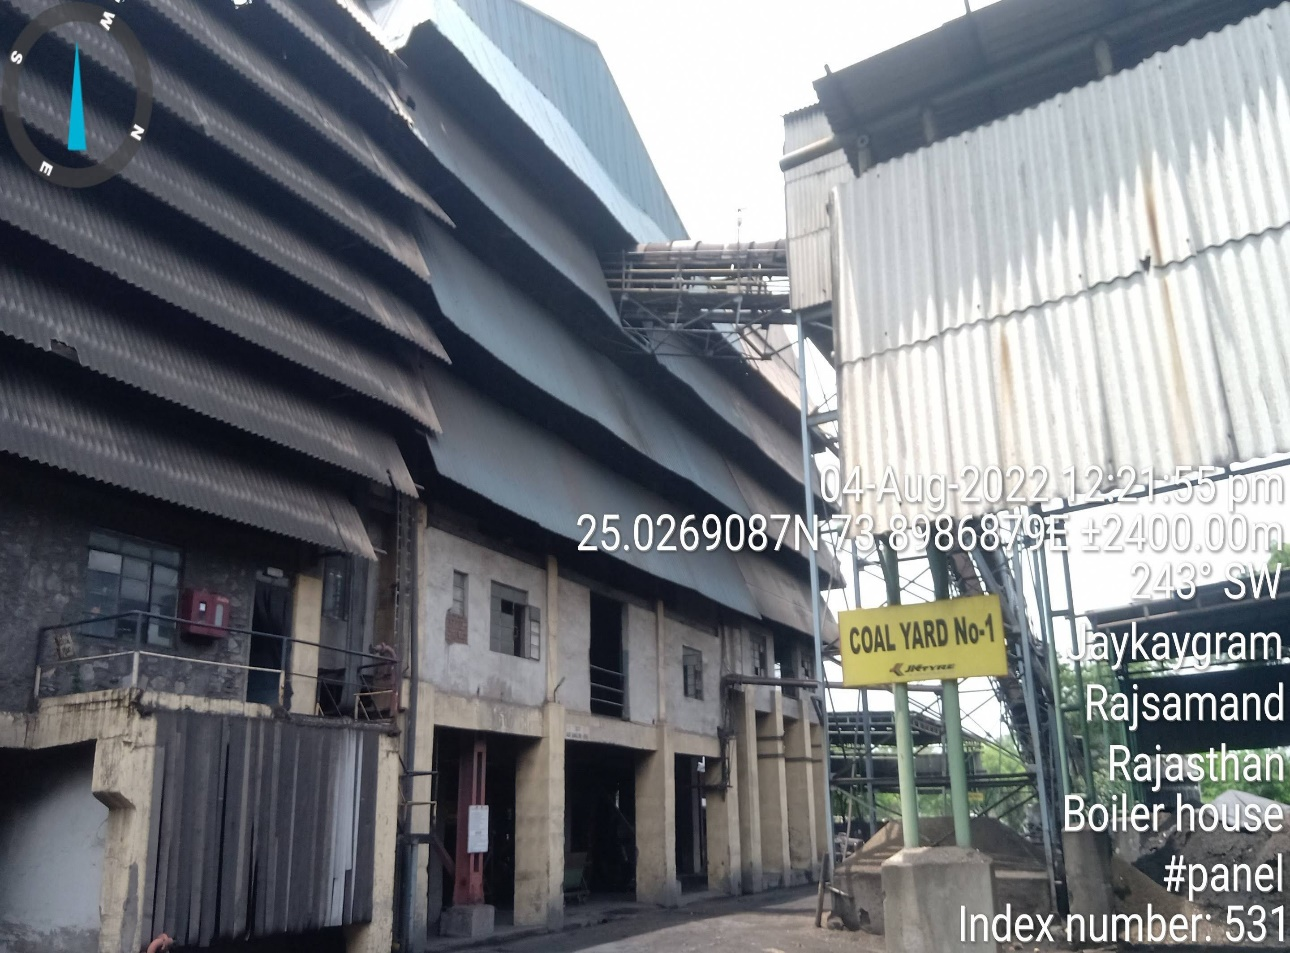 W
S
N
E
04-Aug-2022 12:21:55 pm
25.0269087N 73.8986879E ±2400.00m
243° SW
COAL YARD No-1
JK TYRE
Jaykaygram
Rajsamand
Rajasthan
Boiler house
#panel
Index number: 531